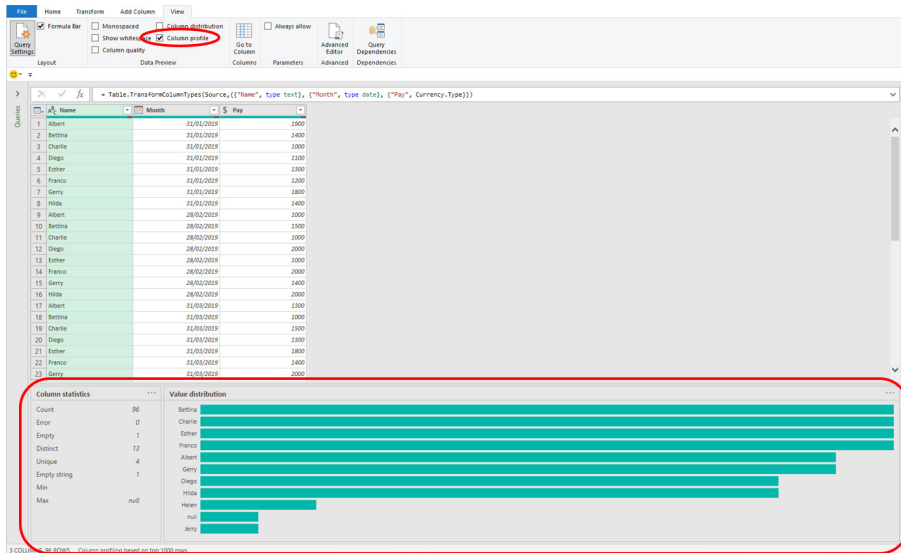 File Home Transform Add Column View
Formula Bar Monospaced Column distribution Always allow
Show whitespace Column profile
Query Settings Column quality Go to Column Advanced Editor Query Dependencies
Layout Data Preview Columns Parameters Advanced Dependencies
= Table.TransformColumnTypes(Source,{{"Name", type text}, {"Month", type date}, {"Pay", Currency.Type}})
Queries
Name Month $ Pay
1 Albert 31/01/2019 1900
2 Bettina 31/01/2019 1400
3 Charlie 31/01/2019 1000
4 Diego 31/01/2019 1100
5 Esther 31/01/2019 1300
6 Franco 31/01/2019 1200
7 Gerry 31/01/2019 1800
8 Hilda 31/01/2019 1400
9 Albert 28/02/2019 1000
10 Bettina 28/02/2019 1500
11 Charlie 28/02/2019 1000
12 Diego 28/02/2019 2000
13 Esther 28/02/2019 1000
14 Franco 28/02/2019 2000
15 Gerry 28/02/2019 1000
16 Hilda 28/02/2019 2000
17 Albert 31/03/2019 1300
18 Bettina 31/03/2019 1000
19 Charlie 31/03/2019 1500
20 Diego 31/03/2019 1300
21 Esther 31/03/2019 1800
22 Franco 31/03/2019 1400
23 Gerry 31/03/2019 2000
Column statistics ...
Count 96
Error 0
Empty 1
Distinct 13
Unique 4
Empty string 1
Min
Max null
Value distribution ...
Bettina
Charlie
Esther
Franco
Albert
Gerry
Diego
Hilda
Helen
null
Jerry
3 COLUMNS, 96 ROWS Column profiling based on top 1000 rows